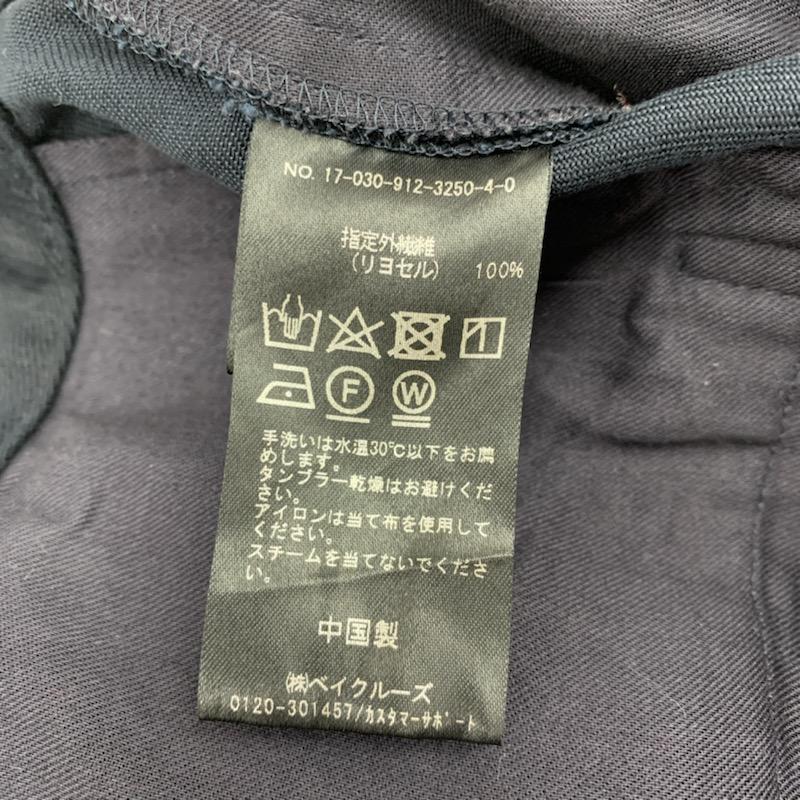 NO. 17-030-912-3250-4-0
指定外繊維
(リヨセル) 100%
F W
手洗いは水温30℃以下をお薦
めします。
タンブラー乾燥はお避けくだ
さい。
アイロンは当て布を使用して
ください。
スチームを当てないでくださ
い。
中国製
㈱ベイクルーズ
0120-301457/カスタマーサポート